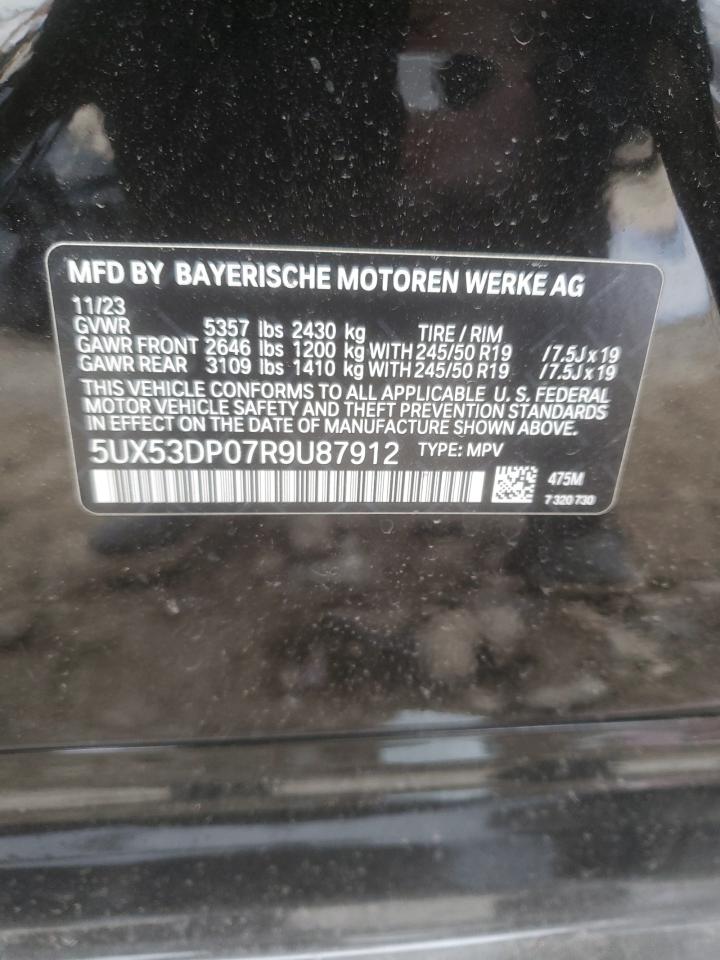 MFD BY BAYERISCHE MOTOREN WERKE AG
11/23
GVWR 5357 lbs 2430 kg TIRE / RIM
GAWR FRONT 2646 lbs 1200 kg WITH 245/50 R19 /7.5J x 19
GAWR REAR 3109 lbs 1410 kg WITH 245/50 R19 /7.5J x 19
THIS VEHICLE CONFORMS TO ALL APPLICABLE U. S. FEDERAL
MOTOR VEHICLE SAFETY AND THEFT PREVENTION STANDARDS
IN EFFECT ON THE DATE OF MANUFACTURE SHOWN ABOVE.
5UX53DP07R9U87912 TYPE: MPV
475M
7 320 730